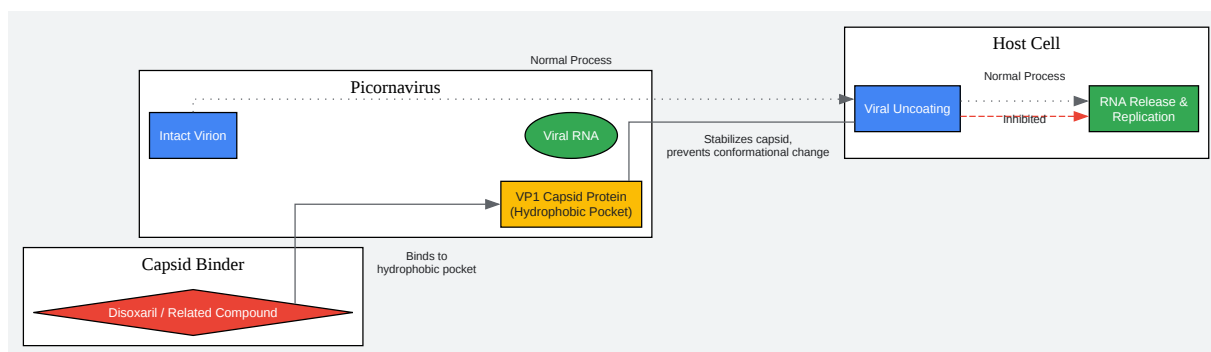 Host Cell
Normal Process
Picornavirus
Normal Process
Intact Virion
Viral RNA
Viral Uncoating
RNA Release &
Replication
Inhibited
Stabilizes capsid,
prevents conformational change
VP1 Capsid Protein
(Hydrophobic Pocket)
Binds to
hydrophobic pocket
Capsid Binder
Disoxaril / Related Compound